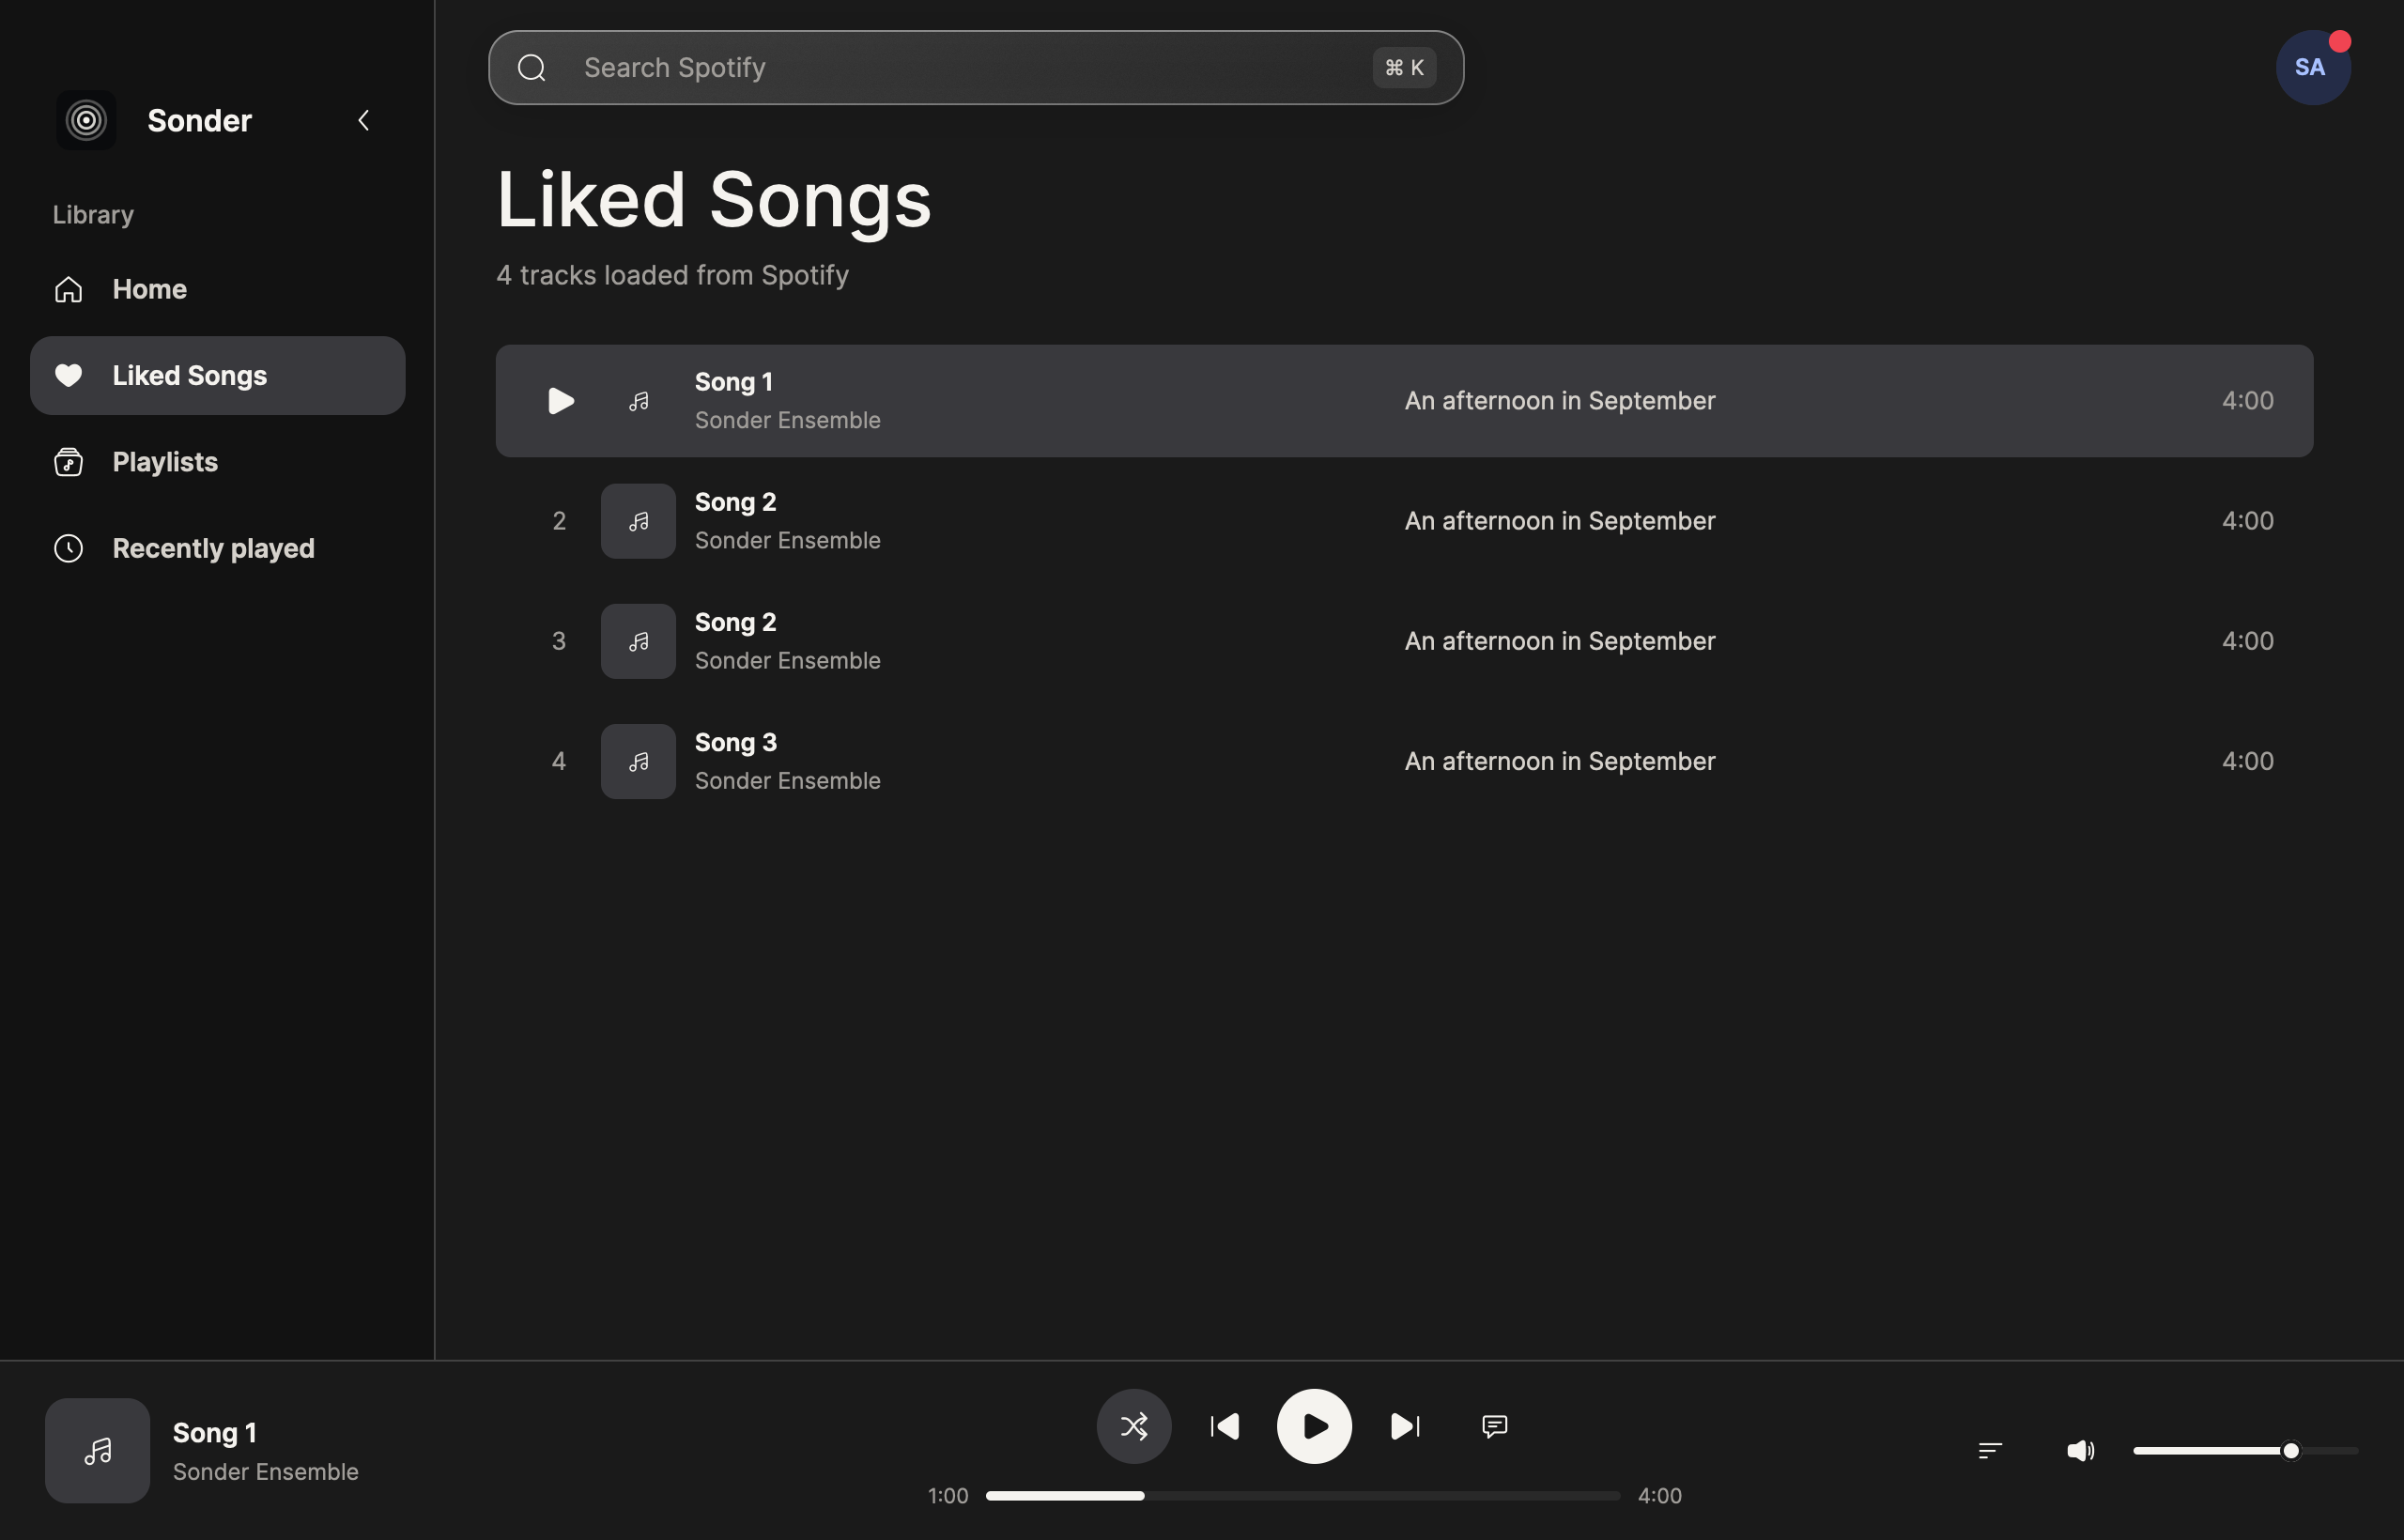 Sonder
Library
Home
Liked Songs
Playlists
Recently played
Search Spotify
⌘ K
SA
Liked Songs
4 tracks loaded from Spotify
Song 1
Sonder Ensemble
An afternoon in September
4:00
2
Song 2
Sonder Ensemble
An afternoon in September
4:00
3
Song 2
Sonder Ensemble
An afternoon in September
4:00
4
Song 3
Sonder Ensemble
An afternoon in September
4:00
Song 1
Sonder Ensemble
1:00
4:00